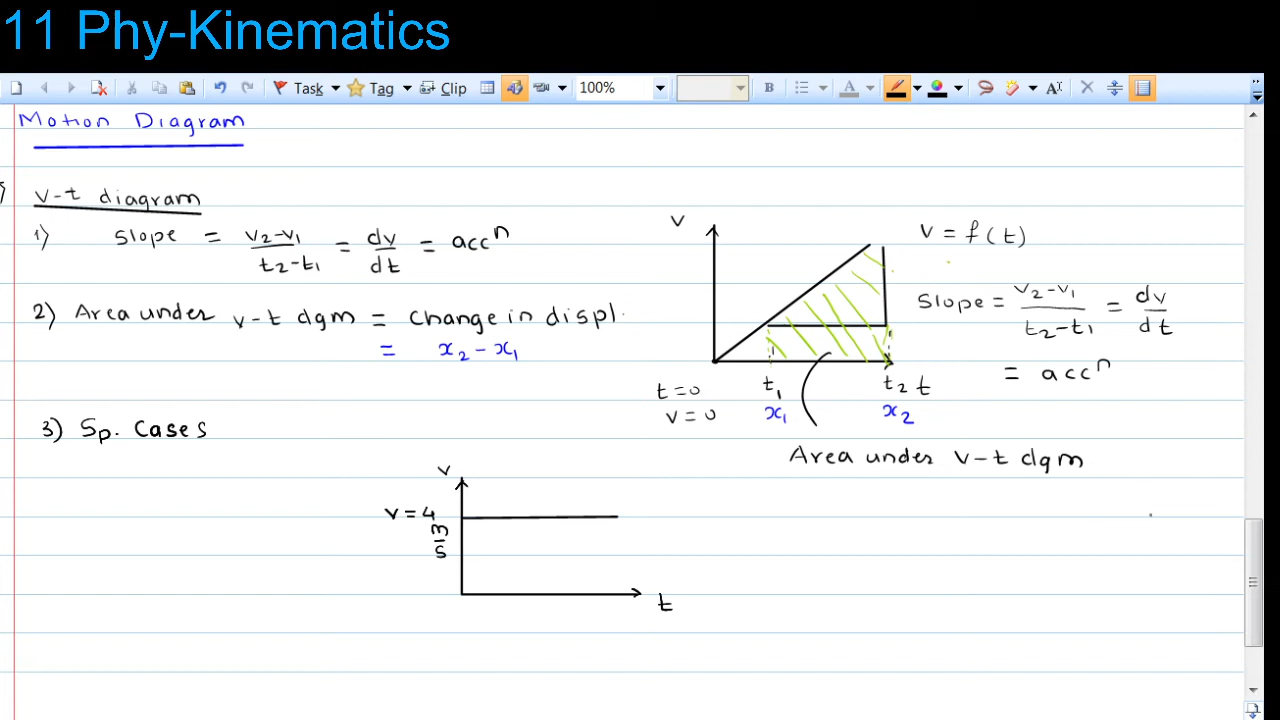 11 Phy-Kinematics
Task Tag Clip 100% B A A
Motion Diagram
v-t diagram
1) Slope = v2-v1 / t2-t1 = dv / dt = accⁿ
2) Area under v-t dgm = Change in displ.
= x2 - x1
3) Sp. Cases
v
v = 4 m/s
t
v
v = f(t)
Slope = v2-v1 / t2-t1 = dv / dt
= accⁿ
t=0
v=0
t1
x1
t2 t
x2
Area under v-t dgm